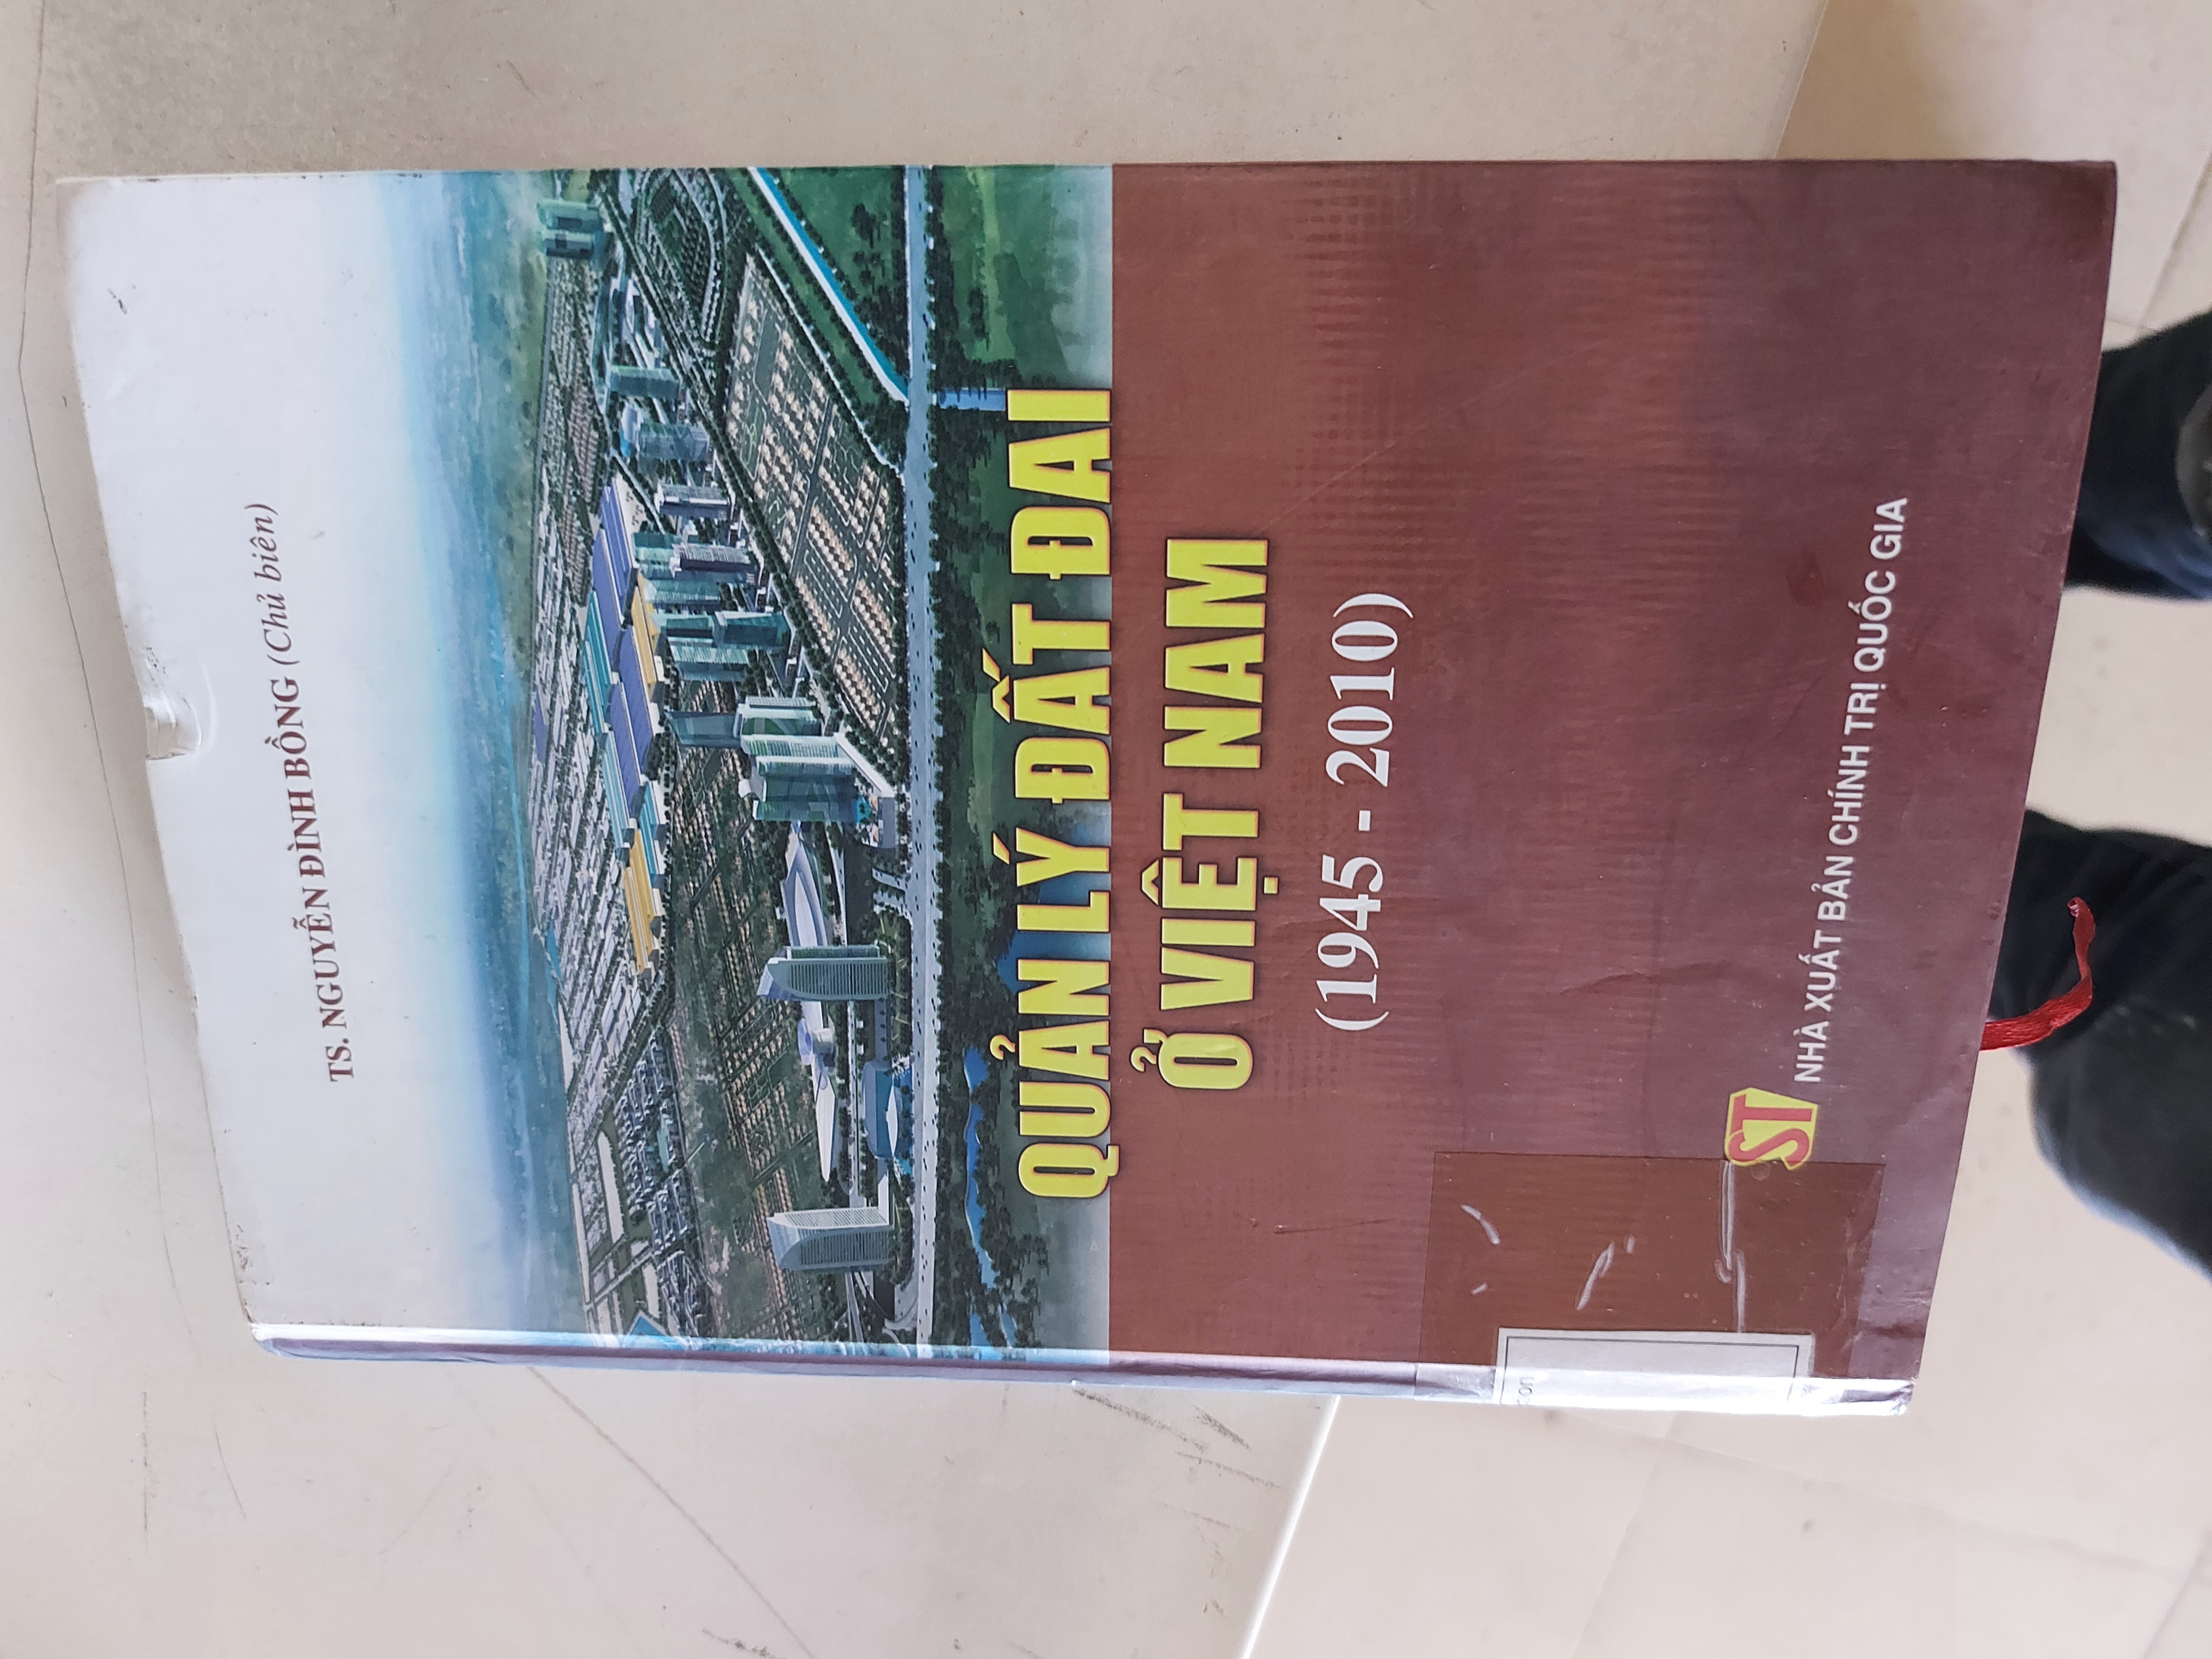 TS. NGUYỄN ĐÌNH BỒNG (Chủ biên)
QUẢN LÝ ĐẤT ĐAI
Ở VIỆT NAM
(1945 - 2010)
ST
NHÀ XUẤT BẢN CHÍNH TRỊ QUỐC GIA